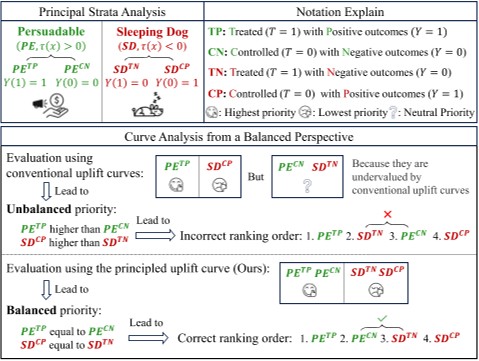 Principal Strata Analysis
Persuadable
(PE, τ(x) > 0)
PE^TP PE^CN
Y(1) = 1 Y(0) = 0
Sleeping Dog
(SD, τ(x) < 0)
SD^TN SD^CP
Y(1) = 0 Y(0) = 1
Notation Explain
TP: Treated (T = 1) with Positive outcomes (Y = 1)
CN: Controlled (T = 0) with Negative outcomes (Y = 0)
TN: Treated (T = 1) with Negative outcomes (Y = 0)
CP: Controlled (T = 0) with Positive outcomes (Y = 1)
: Highest priority : Lowest priority : Neutral Priority
Curve Analysis from a Balanced Perspective
Evaluation using
conventional uplift curves:
PE^TP SD^CP But PE^CN SD^TN
Because they are
undervalued by
conventional uplift curves
Lead to
Unbalanced priority:
PE^TP higher than PE^CN
SD^CP higher than SD^TN
Lead to
Incorrect ranking order: 1. PE^TP 2. SD^TN 3. PE^CN 4. SD^CP
Evaluation using the principled uplift curve (Ours):
PE^TP PE^CN SD^TN SD^CP
Lead to
Balanced priority:
PE^TP equal to PE^CN
SD^CP equal to SD^TN
Lead to
Correct ranking order: 1. PE^TP 2. PE^CN 3. SD^TN 4. SD^CP